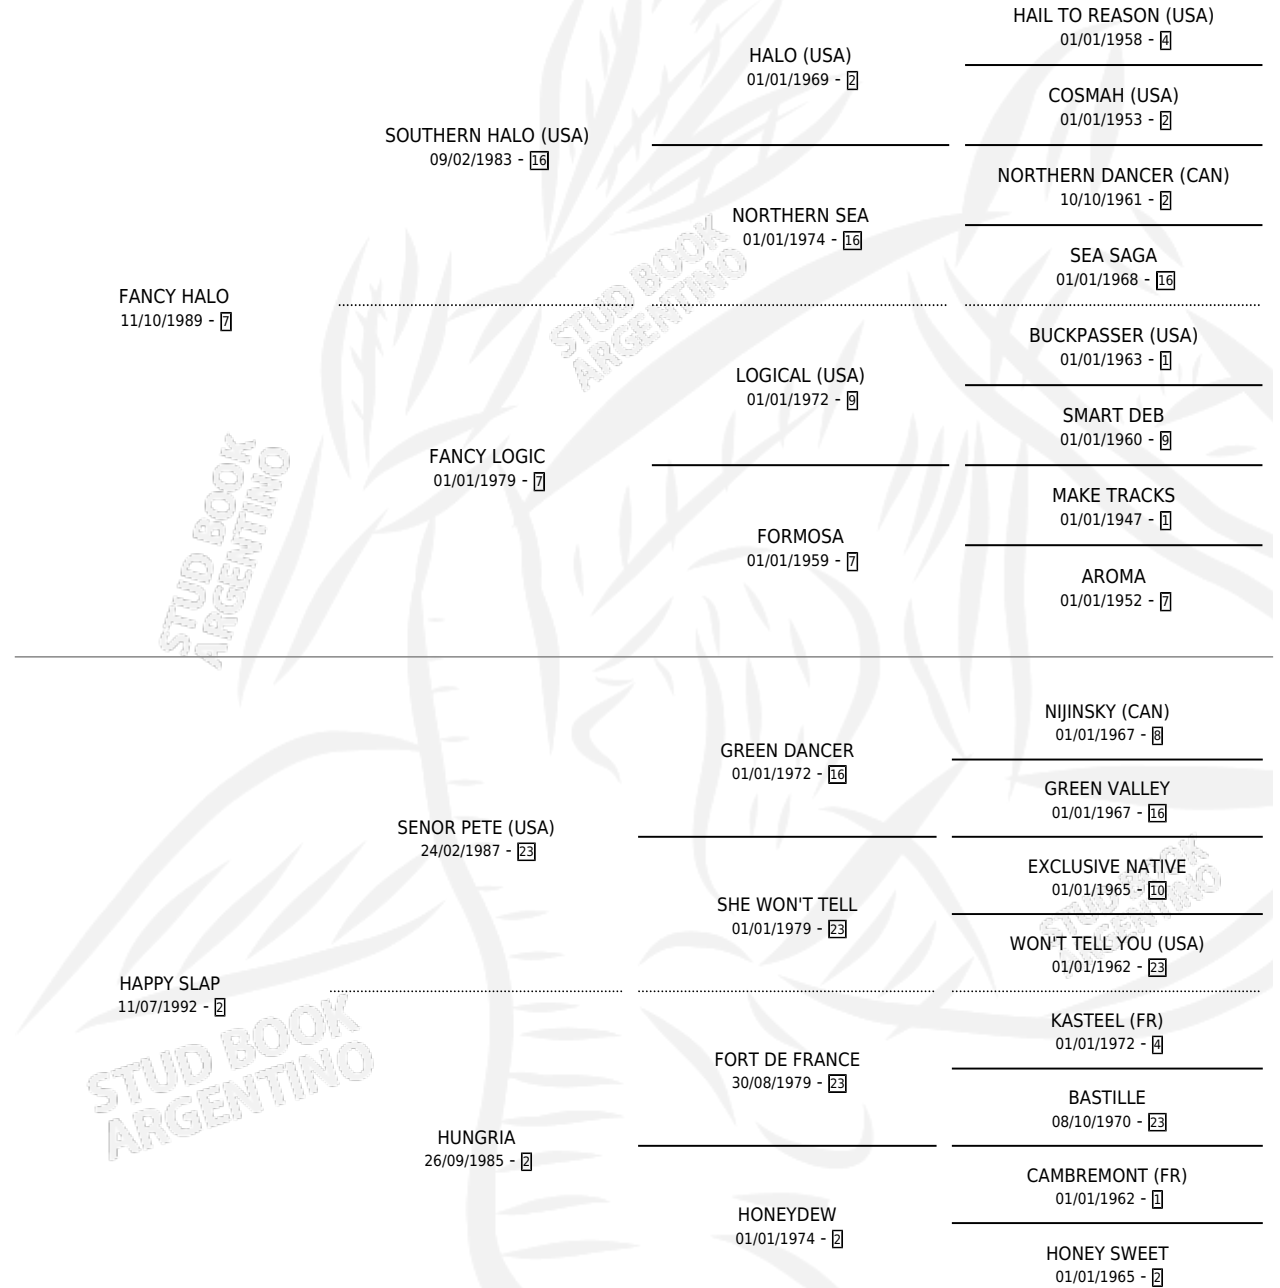 HAIL TO REASON (USA)
01/01/1958 - 4
HALO (USA)
01/01/1969 - 2
COSMAH (USA)
01/01/1953 - 2
SOUTHERN HALO (USA)
09/02/1983 - 16
NORTHERN DANCER (CAN)
10/10/1961 - 2
NORTHERN SEA
01/01/1974 - 16
SEA SAGA
01/01/1968 - 16
FANCY HALO
11/10/1989 - 7
BUCKPASSER (USA)
01/01/1963 - 1
LOGICAL (USA)
01/01/1972 - 9
SMART DEB
01/01/1960 - 9
FANCY LOGIC
01/01/1979 - 7
MAKE TRACKS
01/01/1947 - 1
FORMOSA
01/01/1959 - 7
AROMA
01/01/1952 - 7
STUD BOOK
ARGENTINO
STUD BOOK
ARGENTINO
NIJINSKY (CAN)
01/01/1967 - 8
GREEN DANCER
01/01/1972 - 16
GREEN VALLEY
01/01/1967 - 16
SENOR PETE (USA)
24/02/1987 - 23
EXCLUSIVE NATIVE
01/01/1965 - 10
SHE WON'T TELL
01/01/1979 - 23
WON'T TELL YOU (USA)
01/01/1962 - 23
HAPPY SLAP
11/07/1992 - 2
KASTEEL (FR)
01/01/1972 - 4
FORT DE FRANCE
30/08/1979 - 23
BASTILLE
08/10/1970 - 23
HUNGRIA
26/09/1985 - 2
CAMBREMONT (FR)
01/01/1962 - 1
HONEYDEW
01/01/1974 - 2
HONEY SWEET
01/01/1965 - 2
STUD BOOK
ARGENTINO
STUD BOOK
ARGENTINO